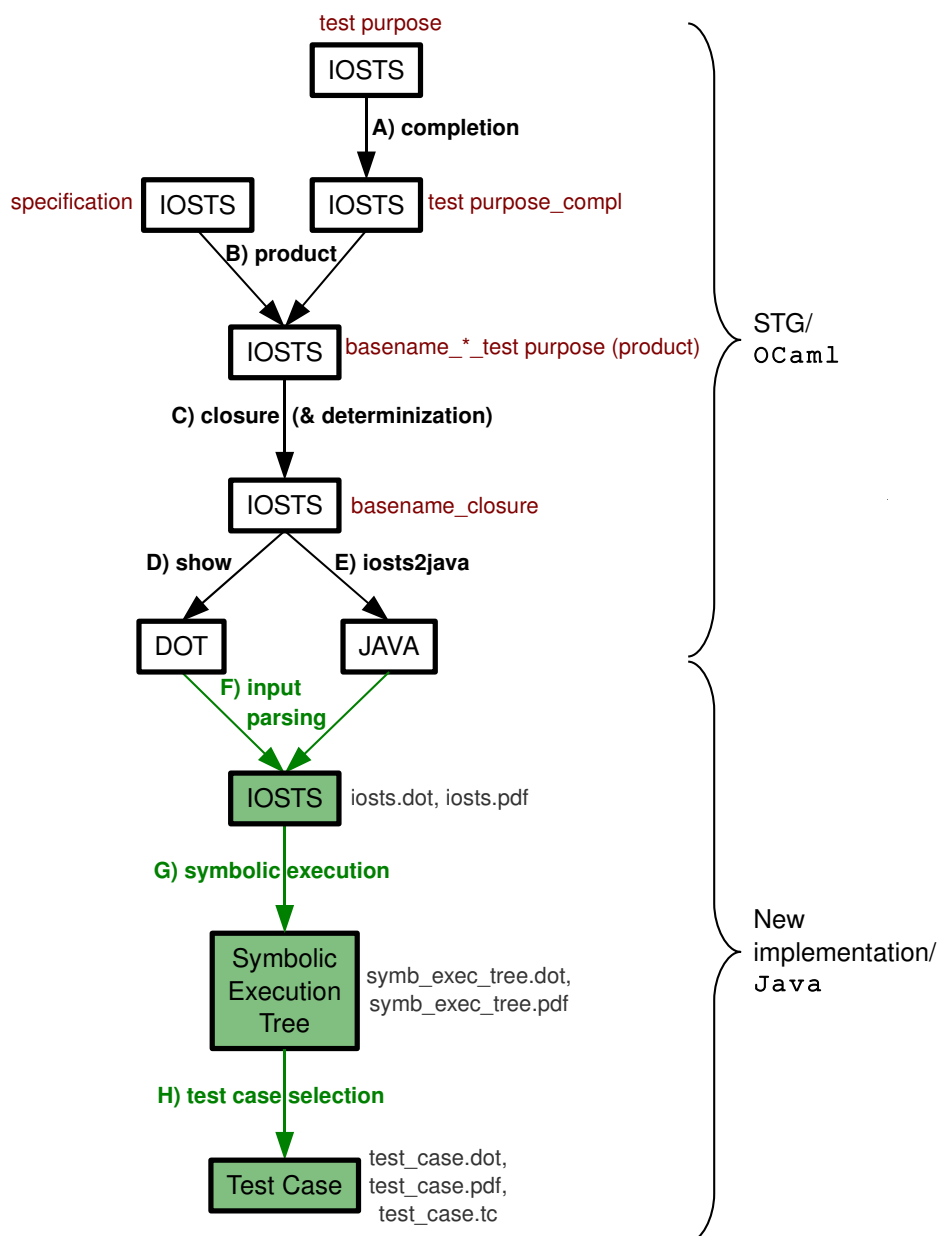 test purpose
IOSTS
A) completion
specification
IOSTS
IOSTS
test purpose_compl
B) product
IOSTS
basename_*_test purpose (product)
STG/
OCaml
C) closure (& determinization)
IOSTS
basename_closure
D) show
E) iosts2java
DOT
JAVA
F) input
parsing
IOSTS
iosts.dot, iosts.pdf
G) symbolic execution
Symbolic
Execution
Tree
symb_exec_tree.dot,
symb_exec_tree.pdf
New
implementation/
Java
H) test case selection
Test Case
test_case.dot,
test_case.pdf,
test_case.tc